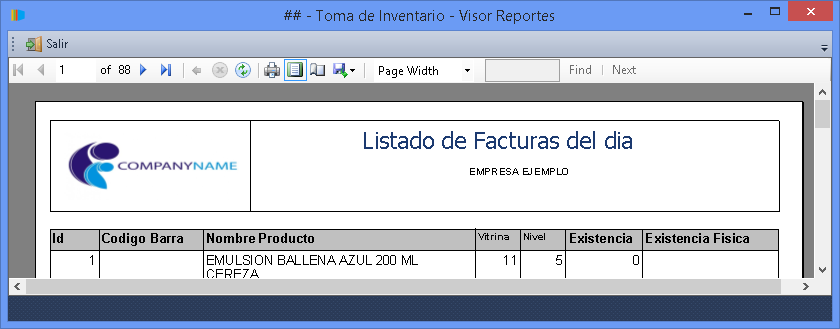 ## - Toma de Inventario - Visor Reportes
Salir
1 of 88 Page Width Find | Next
COMPANYNAME
Listado de Facturas del dia
EMPRESA EJEMPLO
Id Codigo Barra Nombre Producto Vitrina Nivel Existencia Existencia Fisica
1 EMULSION BALLENA AZUL 200 ML 11 5 0
CEREZA